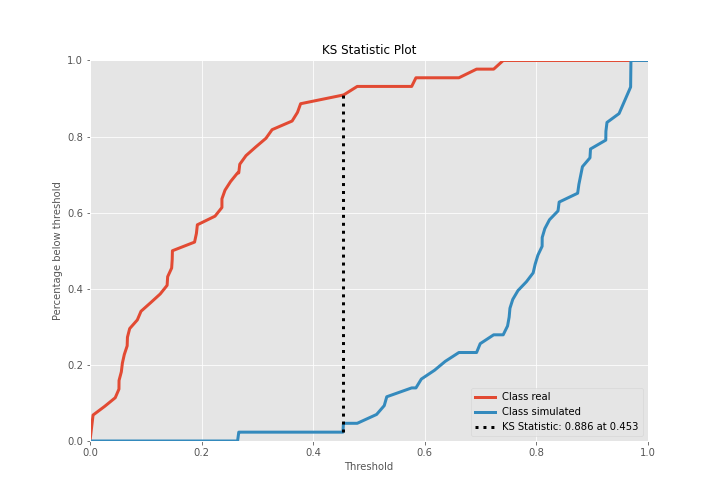 KS Statistic Plot
1.0
0.8
0.6
0.4
0.2
0.0
Percentage below threshold
0.0 0.2 0.4 0.6 0.8 1.0
Threshold
Class real
Class simulated
KS Statistic: 0.886 at 0.453